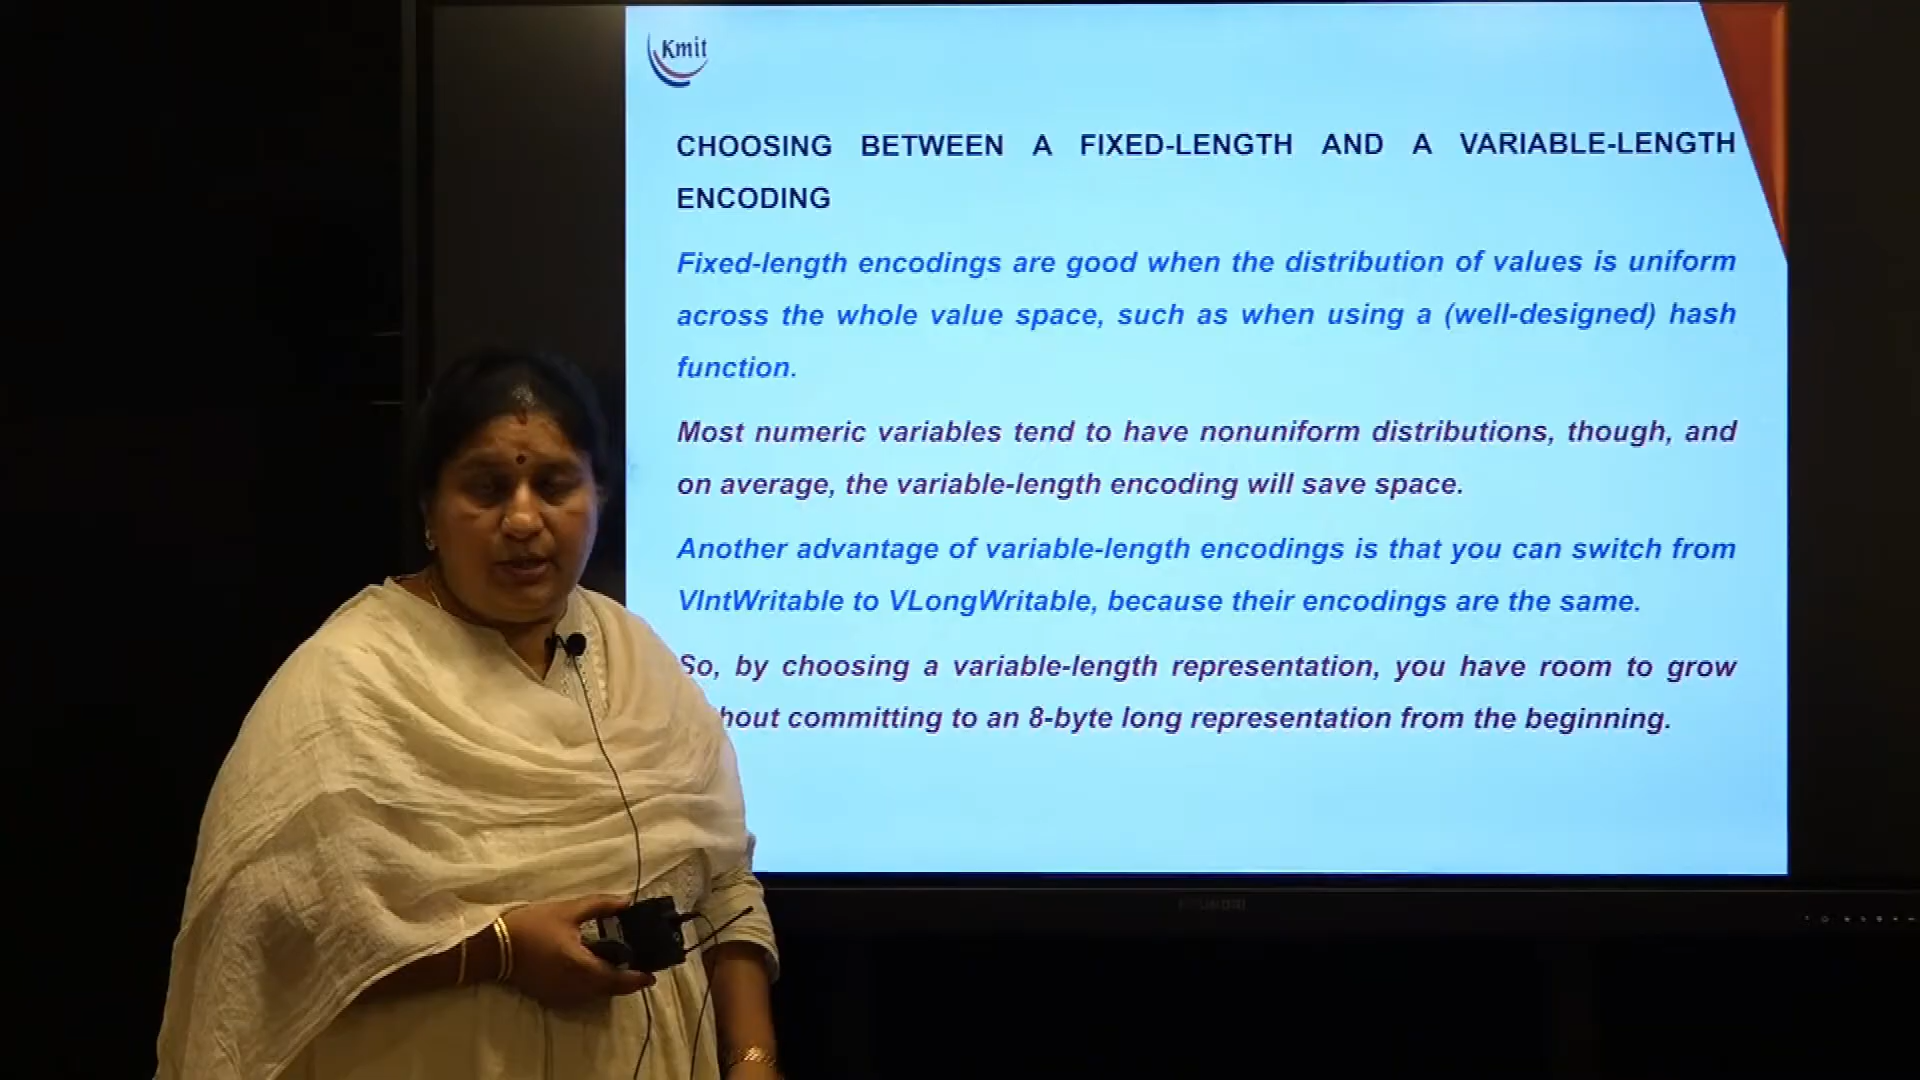 Kmit
CHOOSING BETWEEN A FIXED-LENGTH AND A VARIABLE-LENGTH
ENCODING
Fixed-length encodings are good when the distribution of values is uniform
across the whole value space, such as when using a (well-designed) hash
function.
Most numeric variables tend to have nonuniform distributions, though, and
on average, the variable-length encoding will save space.
Another advantage of variable-length encodings is that you can switch from
VIntWritable to VLongWritable, because their encodings are the same.
So, by choosing a variable-length representation, you have room to grow
hout committing to an 8-byte long representation from the beginning.